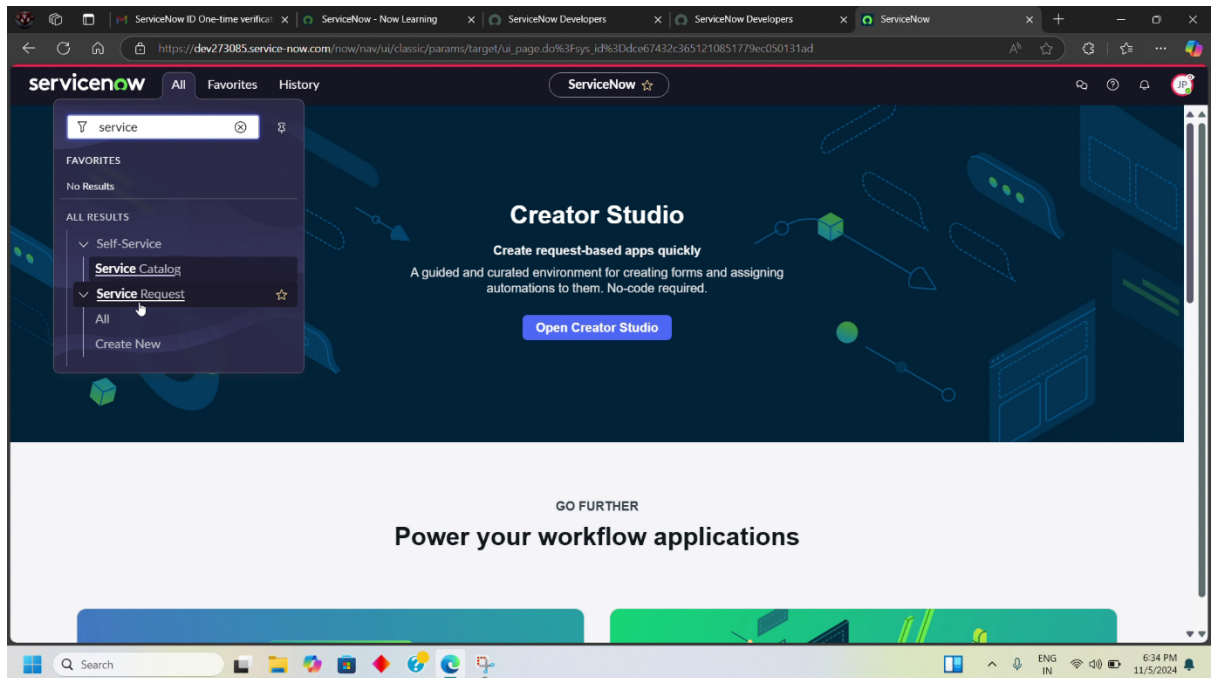 ServiceNow ID One-time verificat
ServiceNow - Now Learning
ServiceNow Developers
ServiceNow Developers
ServiceNow
https://dev273085.service-now.com/now/nav/ui/classic/params/target/ui_page.do%3Fsys_id%3Ddce67432c3651210851779ec050131ad
servicenow
All
Favorites
History
ServiceNow
JP
service
FAVORITES
No Results
ALL RESULTS
Self-Service
Service Catalog
Service Request
All
Create New
Creator Studio
Create request-based apps quickly
A guided and curated environment for creating forms and assigning
automations to them. No-code required.
Open Creator Studio
GO FURTHER
Power your workflow applications
Search
ENG
IN
6:34 PM
11/5/2024